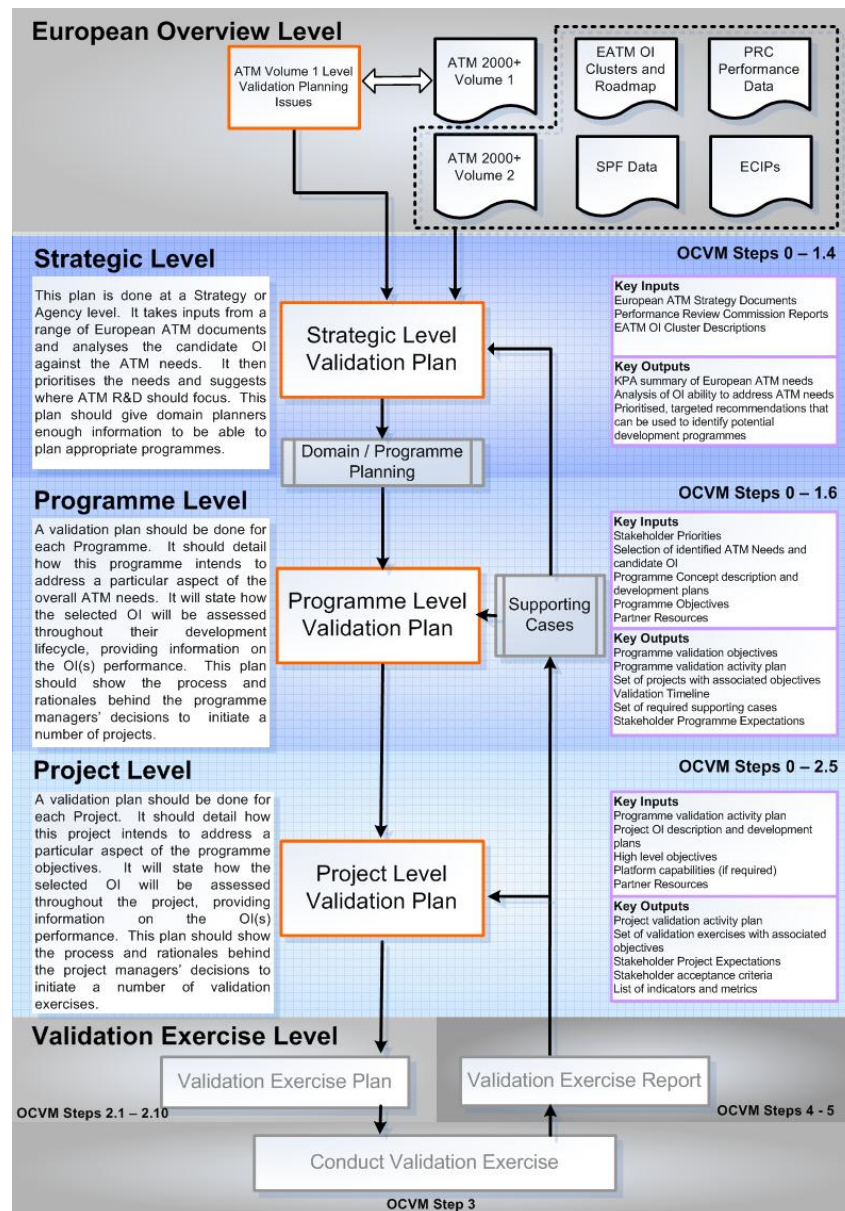 European Overview Level
ATM Volume 1 Level
Validation Planning
Issues
ATM 2000+
Volume 1
EATM OI
Clusters and
Roadmap
PRC
Performance
Data
ATM 2000+
Volume 2
SPF Data
ECIPs
Strategic Level
OCVM Steps 0 – 1.4
This plan is done at a Strategy or
Agency level. It takes inputs from a
range of European ATM documents
and analyses the candidate OI
against the ATM needs. It then
prioritises the needs and suggests
where ATM R&D should focus. This
plan should give domain planners
enough information to be able to
plan appropriate programmes.
Strategic Level
Validation Plan
Key Inputs
European ATM Strategy Documents
Performance Review Commission Reports
EATM OI Cluster Descriptions
Key Outputs
KPA summary of European ATM needs
Analysis of OI ability to address ATM needs
Prioritised, targeted recommendations that
can be used to identify potential
development programmes
Domain / Programme
Planning
Programme Level
OCVM Steps 0 – 1.6
A validation plan should be done for
each Programme. It should detail
how this programme intends to
address a particular aspect of the
overall ATM needs. It will state how
the selected OI will be assessed
throughout their development
lifecycle, providing information on
the OI(s) performance. This plan
should show the process and
rationales behind the programme
managers' decisions to initiate a
number of projects.
Programme Level
Validation Plan
Supporting
Cases
Key Inputs
Stakeholder Priorities
Selection of identified ATM Needs and
candidate OI
Programme Concept description and
development plans
Programme Objectives
Partner Resources
Key Outputs
Programme validation objectives
Programme validation activity plan
Set of projects with associated objectives
Validation Timeline
Set of required supporting cases
Stakeholder Programme Expectations
Project Level
OCVM Steps 0 – 2.5
A validation plan should be done for
each Project. It should detail how
this project intends to address a
particular aspect of the programme
objectives. It will state how the
selected OI will be assessed
throughout the project, providing
information on the OI(s)
performance. This plan should show
the process and rationales behind
the project managers' decisions to
initiate a number of validation
exercises.
Project Level
Validation Plan
Key Inputs
Programme validation activity plan
Project OI description and development
plans
High level objectives
Platform capabilities (if required)
Partner Resources
Key Outputs
Project validation activity plan
Set of validation exercises with associated
objectives
Stakeholder Project Expectations
Stakeholder acceptance criteria
List of indicators and metrics
Validation Exercise Level
Validation Exercise Plan
Validation Exercise Report
OCVM Steps 2.1 – 2.10
OCVM Steps 4 - 5
Conduct Validation Exercise
OCVM Step 3